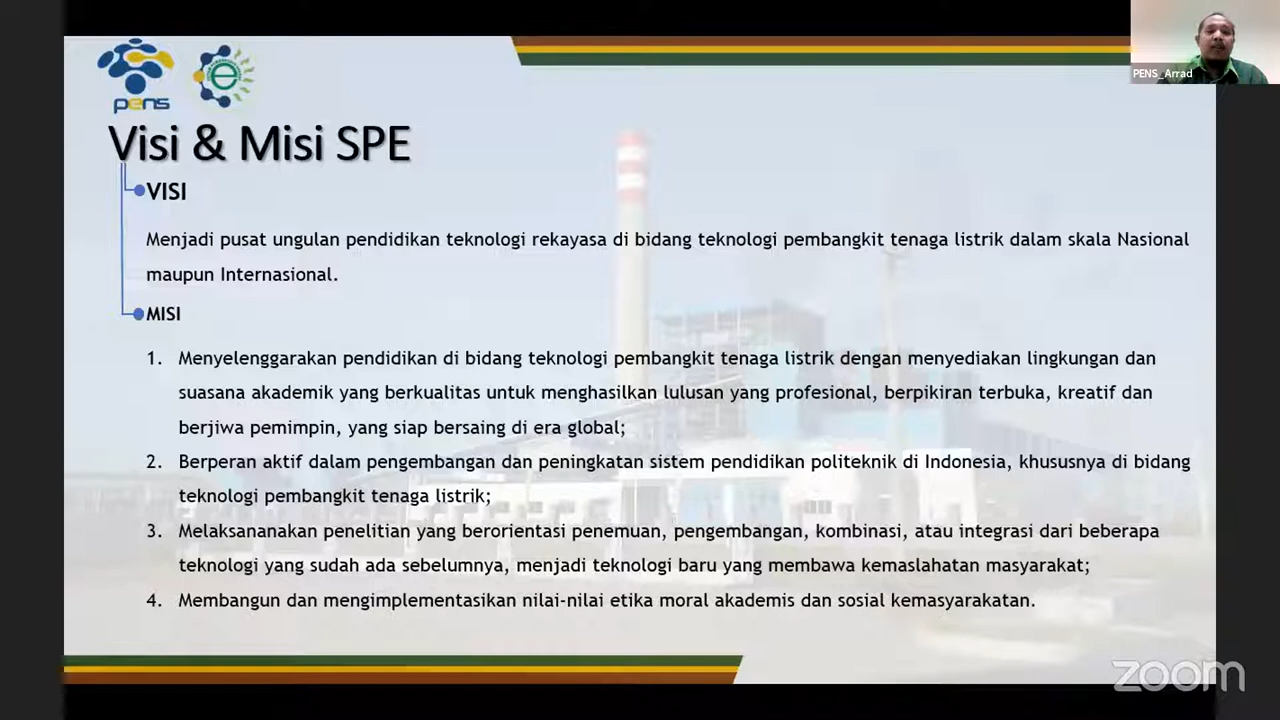 PENS_Arrad
pens
e
Visi & Misi SPE
VISI
Menjadi pusat ungulan pendidikan teknologi rekayasa di bidang teknologi pembangkit tenaga listrik dalam skala Nasional
maupun Internasional.
MISI
1. Menyelenggarakan pendidikan di bidang teknologi pembangkit tenaga listrik dengan menyediakan lingkungan dan
suasana akademik yang berkualitas untuk menghasilkan lulusan yang profesional, berpikiran terbuka, kreatif dan
berjiwa pemimpin, yang siap bersaing di era global;
2. Berperan aktif dalam pengembangan dan peningkatan sistem pendidikan politeknik di Indonesia, khususnya di bidang
teknologi pembangkit tenaga listrik;
3. Melaksananakan penelitian yang berorientasi penemuan, pengembangan, kombinasi, atau integrasi dari beberapa
teknologi yang sudah ada sebelumnya, menjadi teknologi baru yang membawa kemaslahatan masyarakat;
4. Membangun dan mengimplementasikan nilai-nilai etika moral akademis dan sosial kemasyarakatan.
zoom